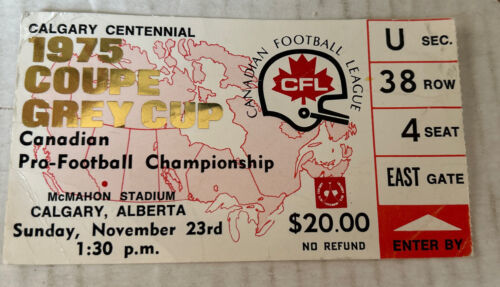 CALGARY CENTENNIAL
1975
COUPE
GREY CUP
Canadian
Pro-Football Championship
McMAHON STADIUM
CALGARY, ALBERTA
Sunday, November 23rd
1:30 p.m.
CANADIAN FOOTBALL LEAGUE
CFL
$20.00
NO REFUND
U SEC.
38 ROW
4 SEAT
EAST GATE
ENTER BY